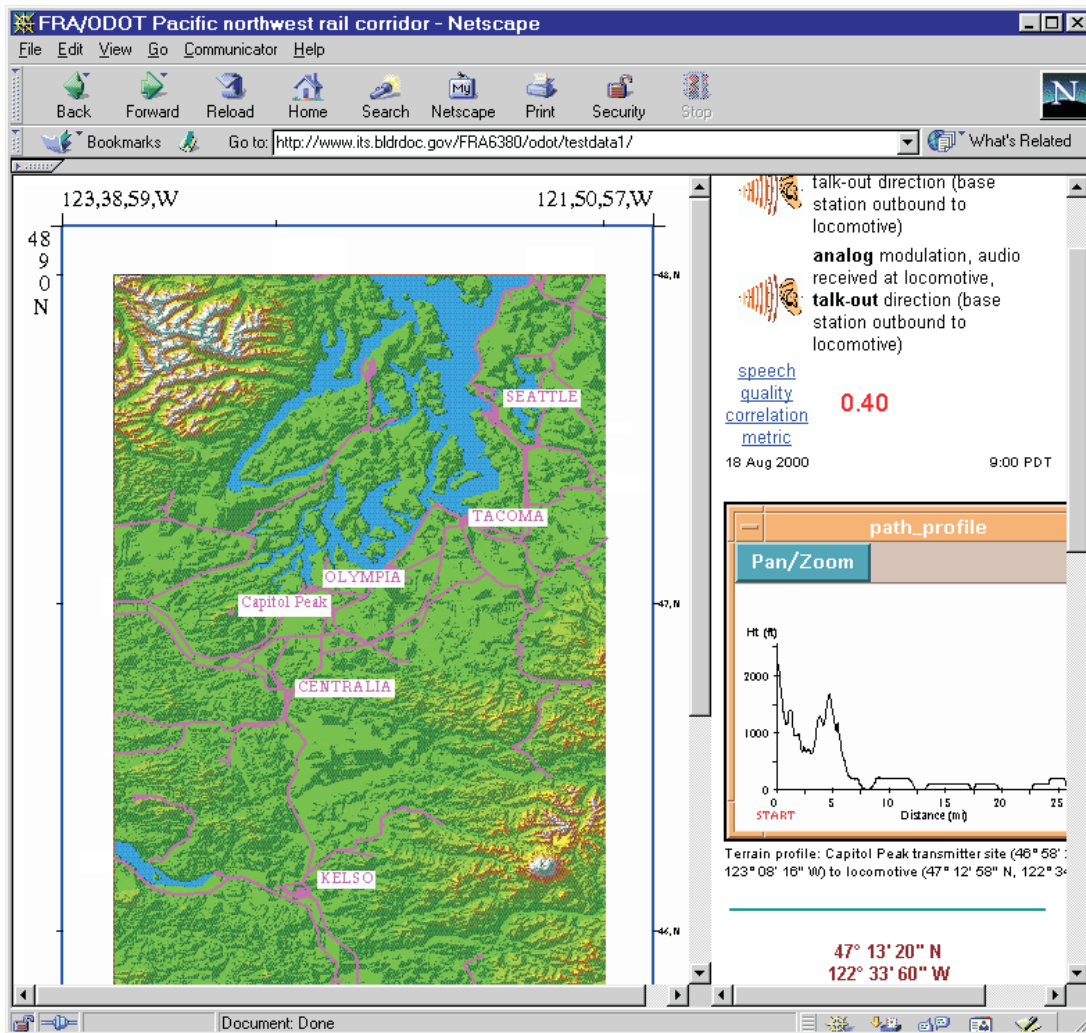 FRA/ODOT Pacific northwest rail corridor - Netscape
File Edit View Go Communicator Help
Back Forward Reload Home Search Netscape Print Security Stop
My
N
Bookmarks Go to: http://www.its.bldrdoc.gov/FRA6380/odot/testdata1/ What's Related
123,38,59,W 121,50,57,W
48
9
0
N
48, N
SEATTLE
TACOMA
OLYMPIA
Capitol Peak
47, N
CENTRALIA
KELSO
46, N
talk-out direction (base
station outbound to
locomotive)
analog modulation, audio
received at locomotive,
talk-out direction (base
station outbound to
locomotive)
speech
quality
correlation
metric
0.40
18 Aug 2000 9:00 PDT
path_profile
Pan/Zoom
Ht (ft)
2000
1000
0
0 5 10 15 20 25
START Distance (mi)
Terrain profile: Capitol Peak transmitter site (46° 58'
123° 08' 16" W) to locomotive (47° 12' 58" N, 122° 34
47° 13' 20" N
122° 33' 60" W
Document: Done